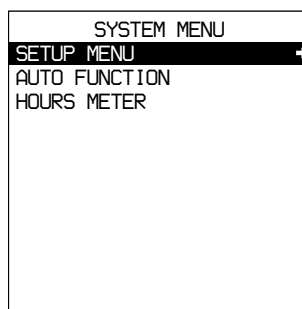 SYSTEM MENU
SETUP MENU
AUTO FUNCTION
HOURS METER